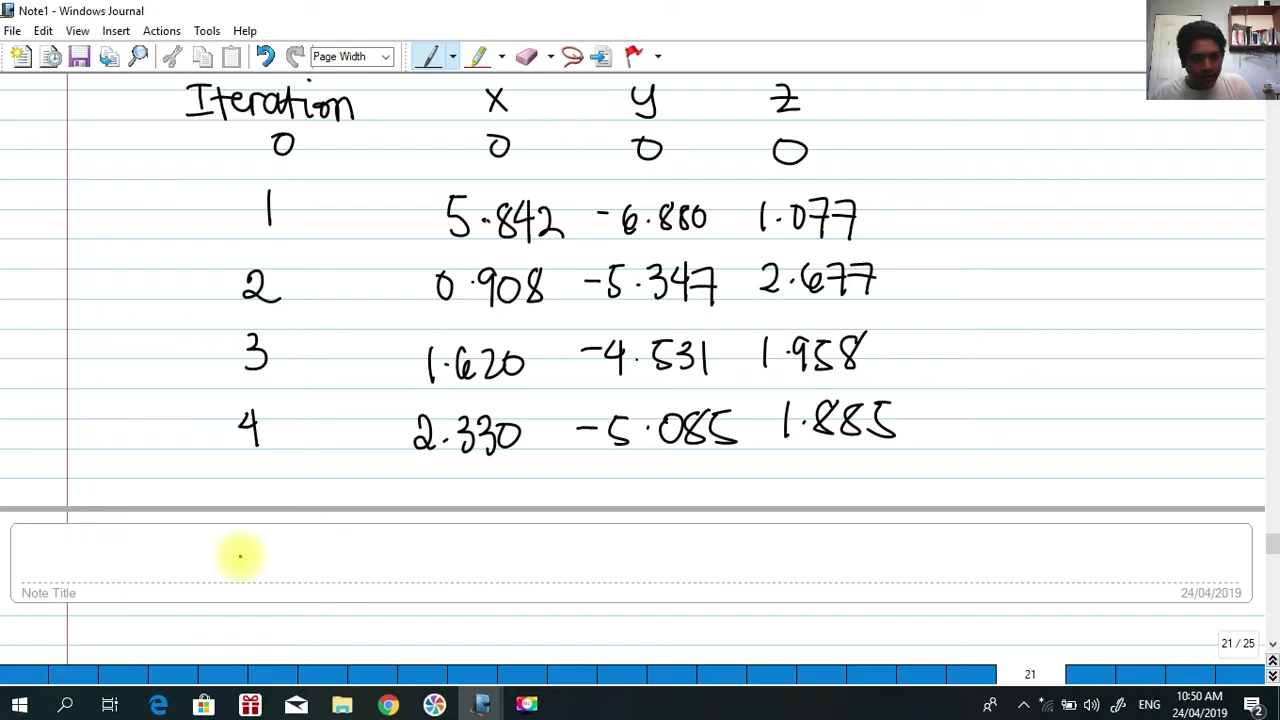 Note1 - Windows Journal
File Edit View Insert Actions Tools Help
Page Width
Iteration x y z
0 0 0 0
1 5.842 -6.880 1.077
2 0.908 -5.347 2.677
3 1.620 -4.531 1.958
4 2.330 -5.085 1.885
Note Title 24/04/2019
21 / 25
21
ENG 10:50 AM
24/04/2019 2